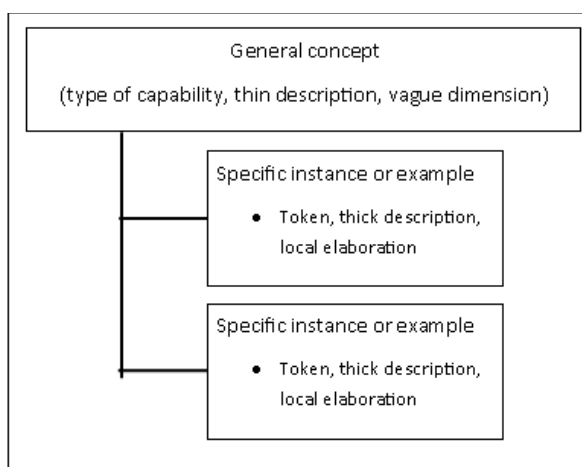 General concept
(type of capability, thin description, vague dimension)
Specific instance or example
● Token, thick description,
local elaboration
Specific instance or example
● Token, thick description,
local elaboration